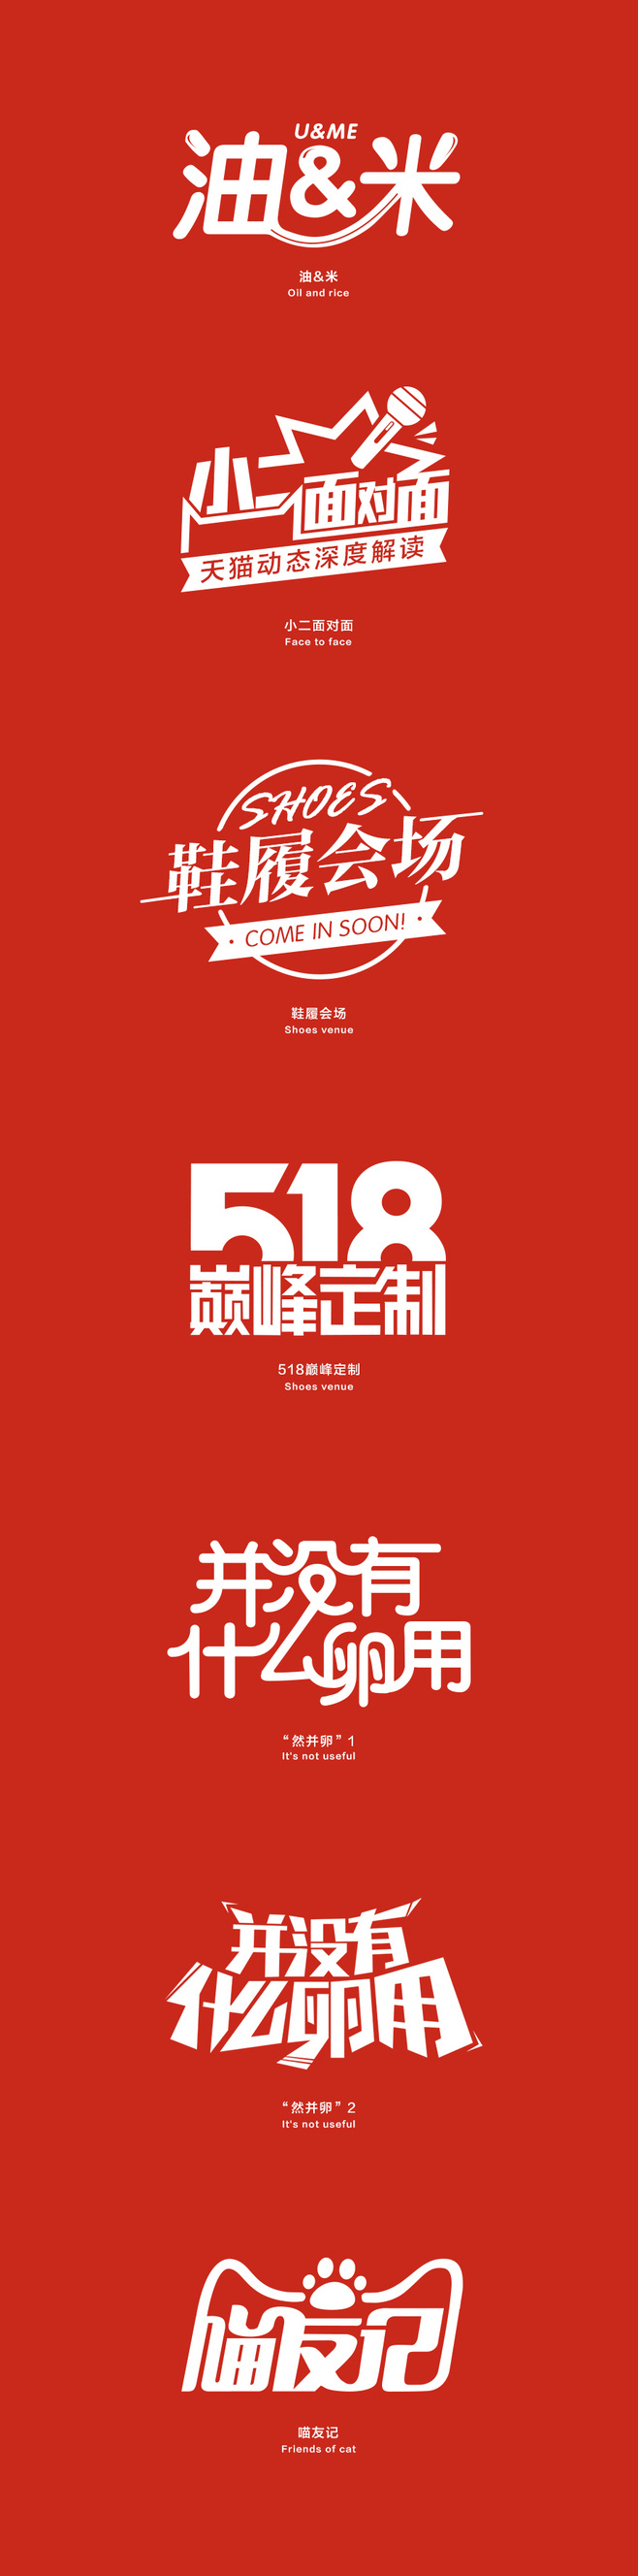 U&ME
油&米
油&米
Oil and rice
小二面对面
天猫动态深度解读
小二面对面
Face to face
SHOES
鞋履会场
COME IN SOON!
鞋履会场
Shoes venue
518
巅峰定制
518巅峰定制
Shoes venue
并没有
什么卵用
“然并卵”1
It's not useful
并没有
什么卵用
“然并卵”2
It's not useful
喵友记
喵友记
Friends of cat